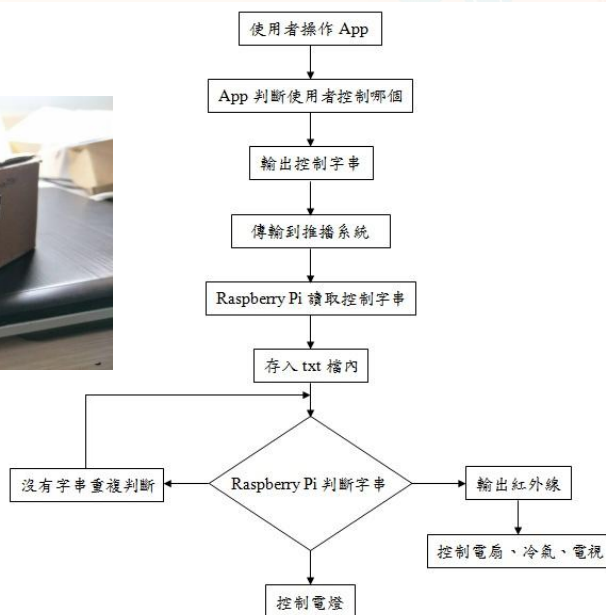 使用者操作 App
App 判斷使用者控制哪個
輸出控制字串
傳輸到推播系統
Raspberry Pi 讀取控制字串
存入 txt 檔內
沒有字串重複判斷
Raspberry Pi 判斷字串
輸出紅外線
控制電扇、冷氣、電視
控制電燈